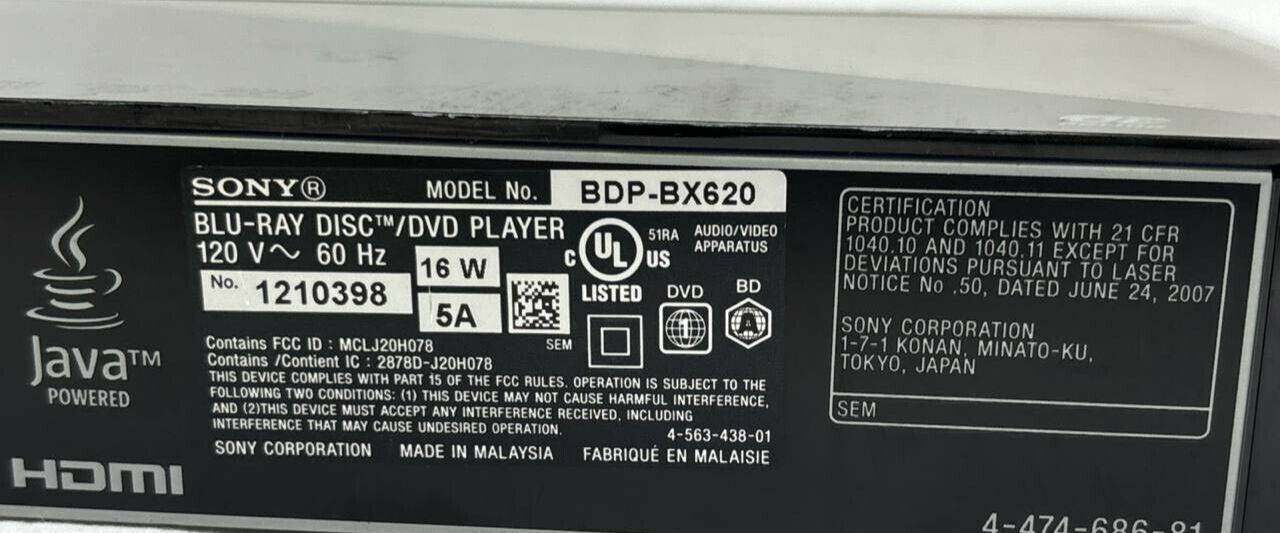 Java™
POWERED
HDMI
SONY® MODEL No. BDP-BX620
BLU-RAY DISC™/DVD PLAYER
120 V～ 60 Hz
16 W
No. 1210398
5A
C UL US
LISTED
51RA
AUDIO/VIDEO
APPARATUS
SEM
DVD
1
BD
A
Contains FCC ID : MCLJ20H078
Contains /Contient IC : 2878D-J20H078
THIS DEVICE COMPLIES WITH PART 15 OF THE FCC RULES. OPERATION IS SUBJECT TO THE
FOLLOWING TWO CONDITIONS: (1) THIS DEVICE MAY NOT CAUSE HARMFUL INTERFERENCE,
AND (2)THIS DEVICE MUST ACCEPT ANY INTERFERENCE RECEIVED, INCLUDING
INTERFERENCE THAT MAY CAUSE UNDESIRED OPERATION.
4-563-438-01
SONY CORPORATION MADE IN MALAYSIA FABRIQUÉ EN MALAISIE
CERTIFICATION
PRODUCT COMPLIES WITH 21 CFR
1040.10 AND 1040.11 EXCEPT FOR
DEVIATIONS PURSUANT TO LASER
NOTICE No .50, DATED JUNE 24, 2007
SONY CORPORATION
1-7-1 KONAN, MINATO-KU,
TOKYO, JAPAN
SEM
4-474-686-81